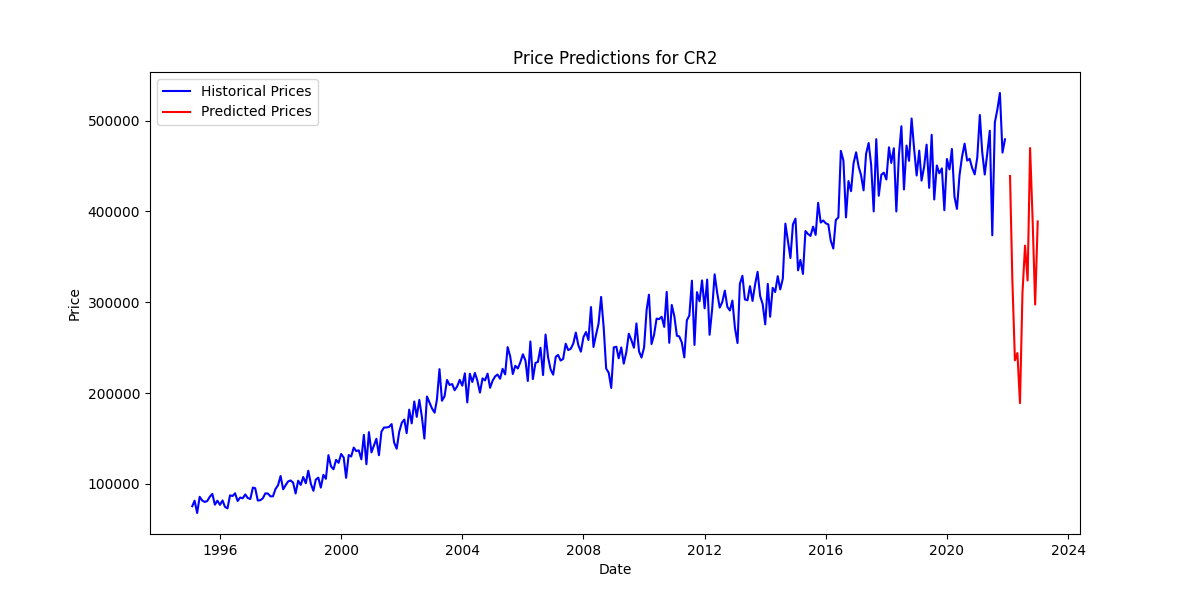 Price Predictions for CR2
Historical Prices
Predicted Prices
500000
400000
300000
200000
100000
Price
1996 2000 2004 2008 2012 2016 2020 2024
Date